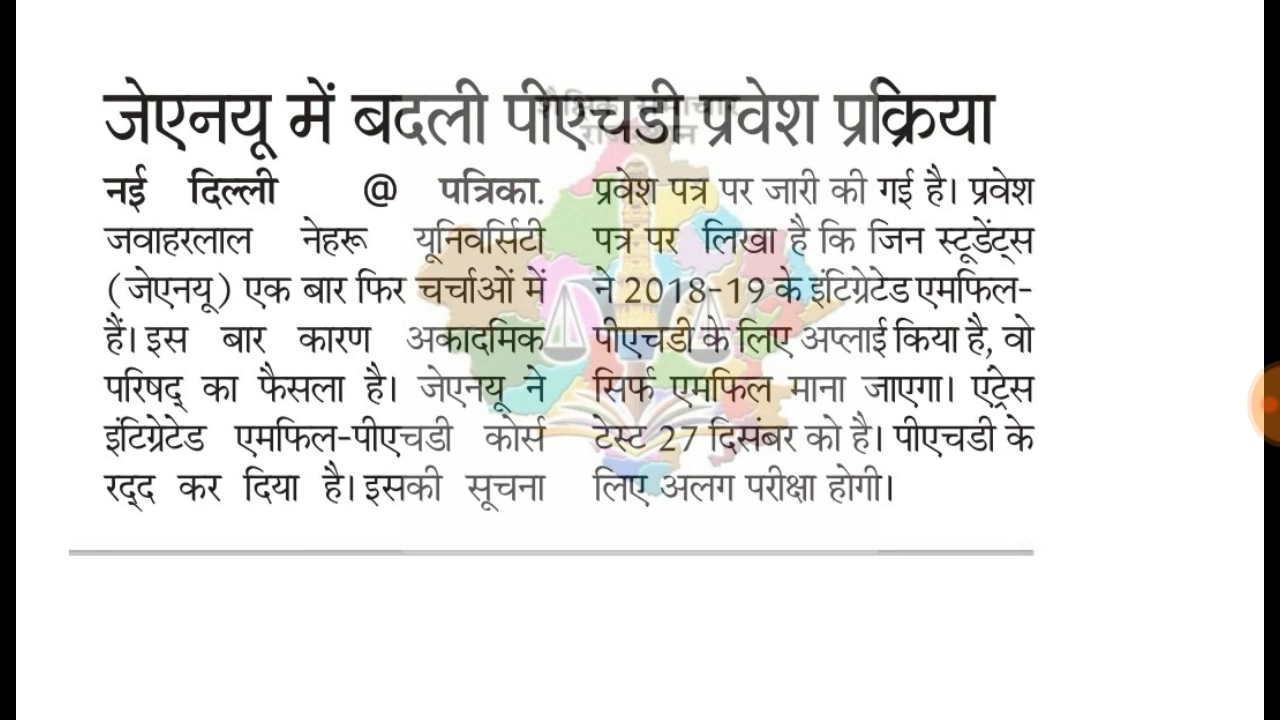 जेएनयू में बदली पीएचडी प्रवेश प्रक्रिया
शैक्षिक समाचार
राजस्थान
नई दिल्ली @ पत्रिका.
जवाहरलाल नेहरू यूनिवर्सिटी
(जेएनयू) एक बार फिर चर्चाओं में
हैं। इस बार कारण अकादमिक
परिषद् का फैसला है। जेएनयू ने
इंटिग्रेटेड एमफिल-पीएचडी कोर्स
रद्द कर दिया है। इसकी सूचना
प्रवेश पत्र पर जारी की गई है। प्रवेश
पत्र पर लिखा है कि जिन स्टूडेंट्स
ने 2018-19 के इंटिग्रेटेड एमफिल-
पीएचडी के लिए अप्लाई किया है, वो
सिर्फ एमफिल माना जाएगा। एंट्रेस
टेस्ट 27 दिसंबर को है। पीएचडी के
लिए अलग परीक्षा होगी।